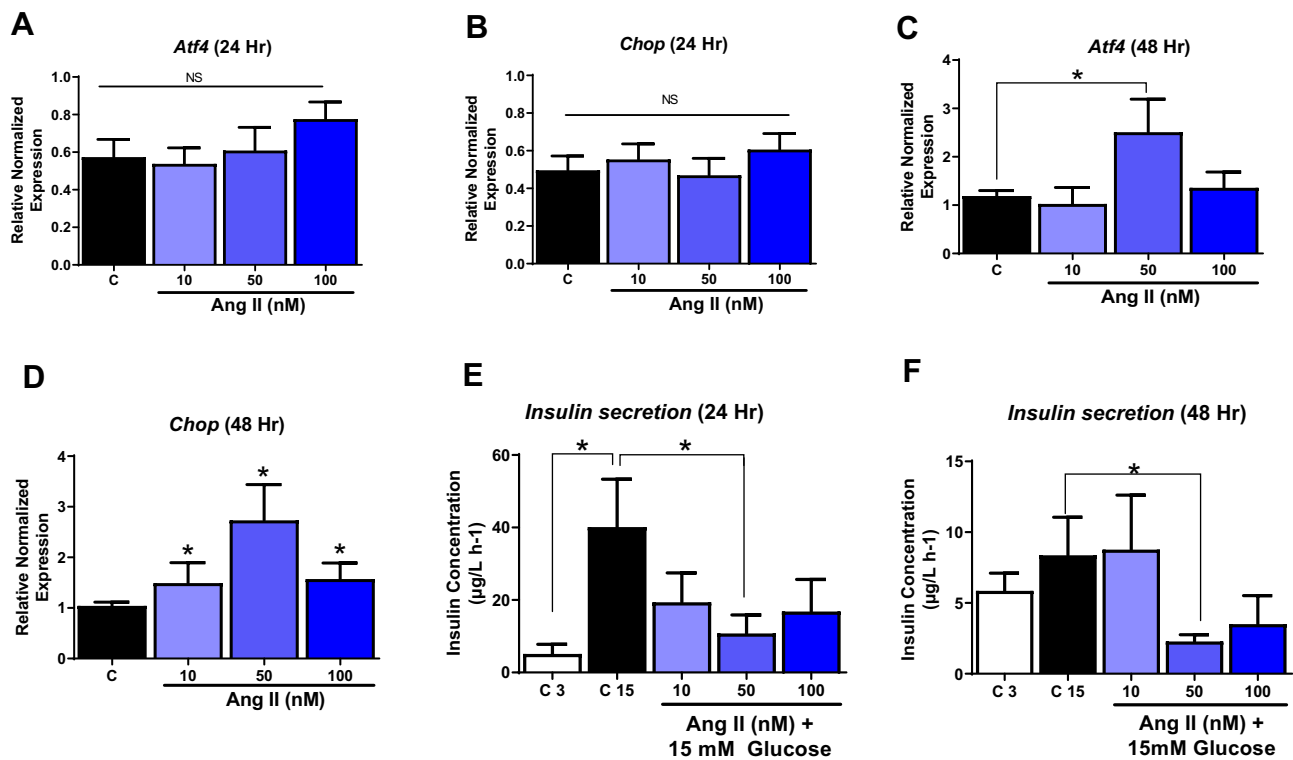 A
Atf4 (24 Hr)
Relative Normalized
Expression
1.0
0.8
0.6
0.4
0.2
0.0
NS
C
10
50
100
Ang II (nM)
B
Chop (24 Hr)
Relative Normalized
Expression
1.0
0.8
0.6
0.4
0.2
0.0
NS
C
10
50
100
Ang II (nM)
C
Atf4 (48 Hr)
Relative Normalized
Expression
4
3
2
1
0
*
C
10
50
100
Ang II (nM)
D
Chop (48 Hr)
Relative Normalized
Expression
4
3
2
1
0
*
*
*
C
10
50
100
Ang II (nM)
E
Insulin secretion (24 Hr)
Insulin Concentration
(µg/L h-1)
60
40
20
0
*
*
C 3
C 15
10
50
100
Ang II (nM) +
15 mM Glucose
F
Insulin secretion (48 Hr)
Insulin Concentration
(µg/L h-1)
15
10
5
0
*
C 3
C 15
10
50
100
Ang II (nM) +
15mM Glucose